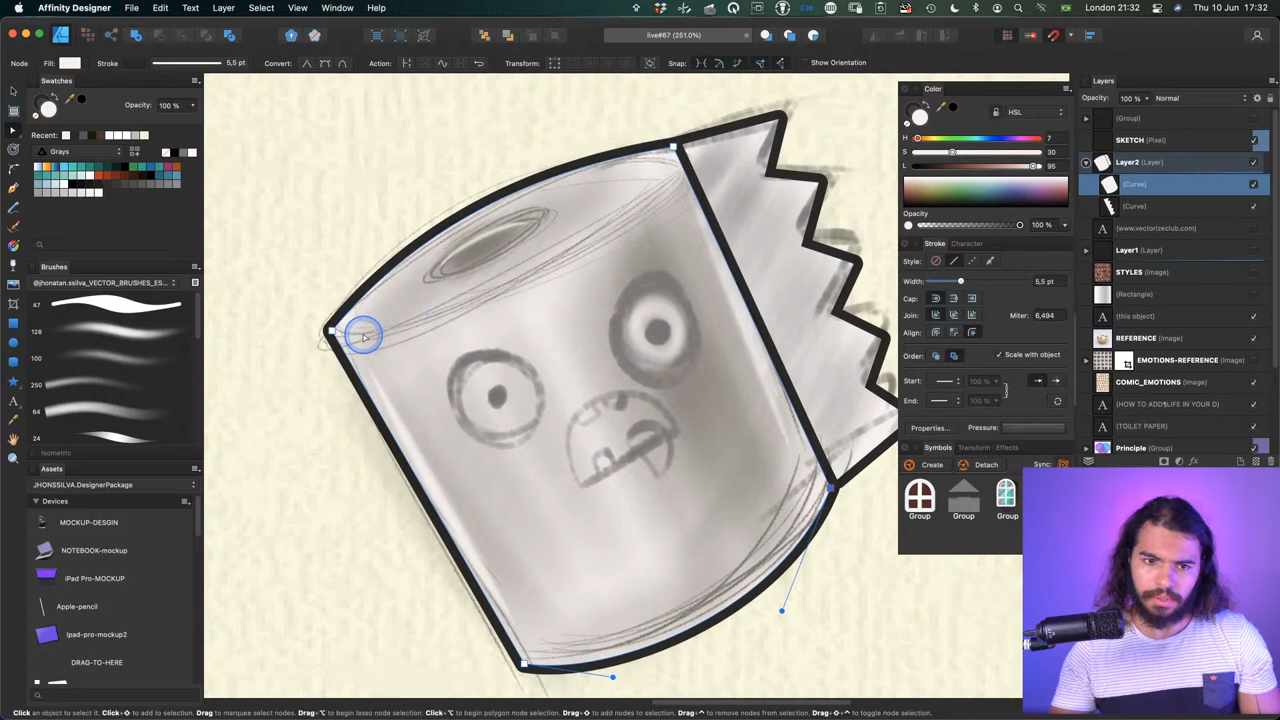 Affinity Designer File Edit Text Layer Select View Window Help
London 21:32 Thu 10 Jun 17:32
live#67 (251.0%)
Node Fill: Stroke 5,5 pt Convert: Action: Transform: Snap: Show Orientation
Swatches
Opacity: 100 %
Recent:
Grays
Brushes
@jhonatan.ssilva_VECTOR_BRUSHES_ES...
47
128
100
250
64
24
Isometric
Assets
JHONSSILVA.DesignerPackage
Devices
MOCKUP-DESGIN
NOTEBOOK-mockup
iPad Pro-MOCKUP
Apple-pencil
Ipad-pro-mockup2
DRAG-TO-HERE
Color
HSL
H 7
S 30
L 95
Opacity
100 %
Stroke Character
Style:
Width: 5,5 pt
Cap:
Join: Miter: 6,494
Align:
Order: Scale with object
Start: 100 %
End: 100 %
Properties... Pressure:
Symbols Transform Effects
Create Detach Sync:
Group Group Group
Layers
Opacity: 100 % Normal
(Group)
SKETCH (Pixel)
Layer2 (Layer)
(Curve)
(Curve)
(www.vectorizeclub.com)
Layer1 (Layer)
STYLES (Image)
(Rectangle)
(this object)
REFERENCE (Image)
EMOTIONS-REFERENCE (Image)
COMIC_EMOTIONS (Image)
(HOW TO ADD¶LIFE IN YOUR D)
(TOILET PAPER)
Principle (Group)
Click an object to select it. Click+⇧ to add to selection. Drag to marquee select nodes. Drag+⌥ to begin lasso node selection. Click+⌥ to begin polygon node selection. Drag+⇧ to add nodes to selection. Drag+⌃ to remove nodes from selection. Drag+⇧⌃ to toggle node selection.